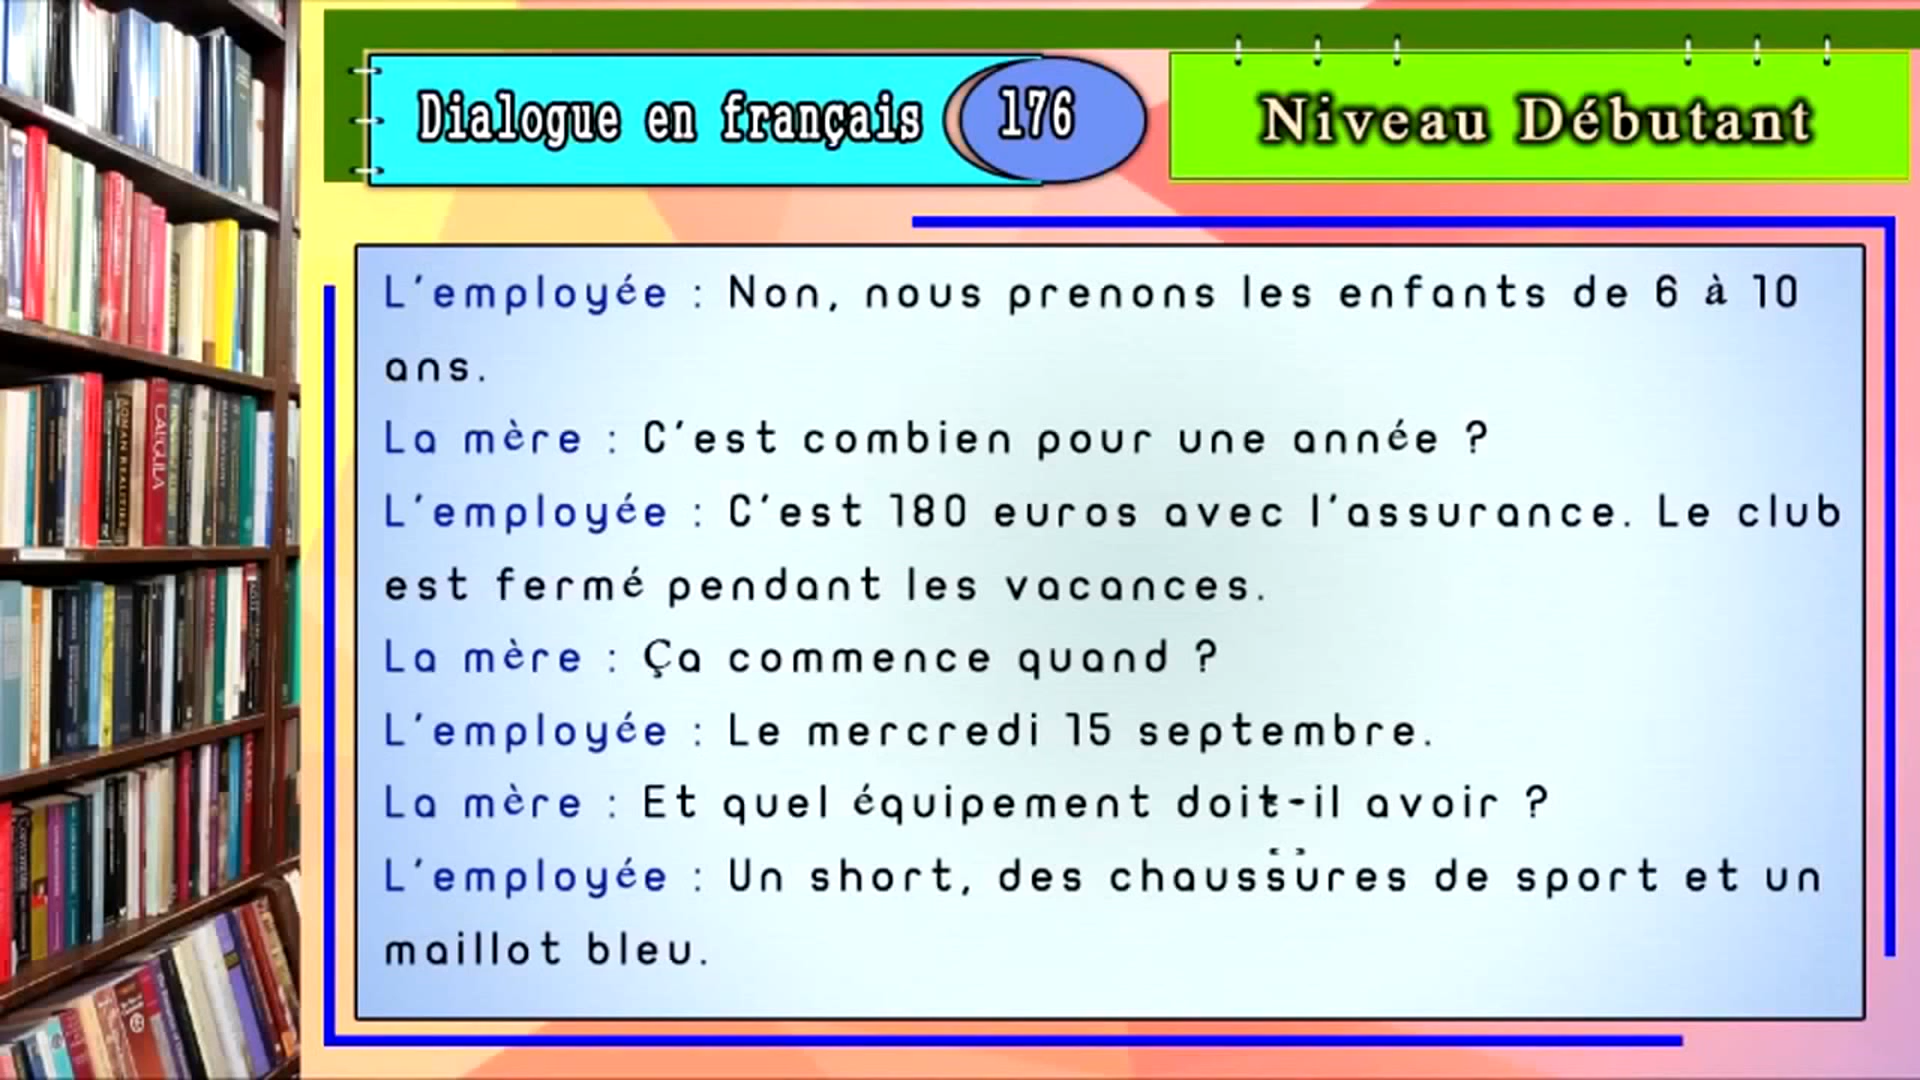 Dialogue en français 176
Niveau Débutant
L'employée : Non, nous prenons les enfants de 6 à 10
ans.
La mère : C'est combien pour une année ?
L'employée : C'est 180 euros avec l'assurance. Le club
est fermé pendant les vacances.
La mère : Ça commence quand ?
L'employée : Le mercredi 15 septembre.
La mère : Et quel équipement doit-il avoir ?
L'employée : Un short, des chaussures de sport et un
maillot bleu.
CALIGULA
ROMAN REALITIES